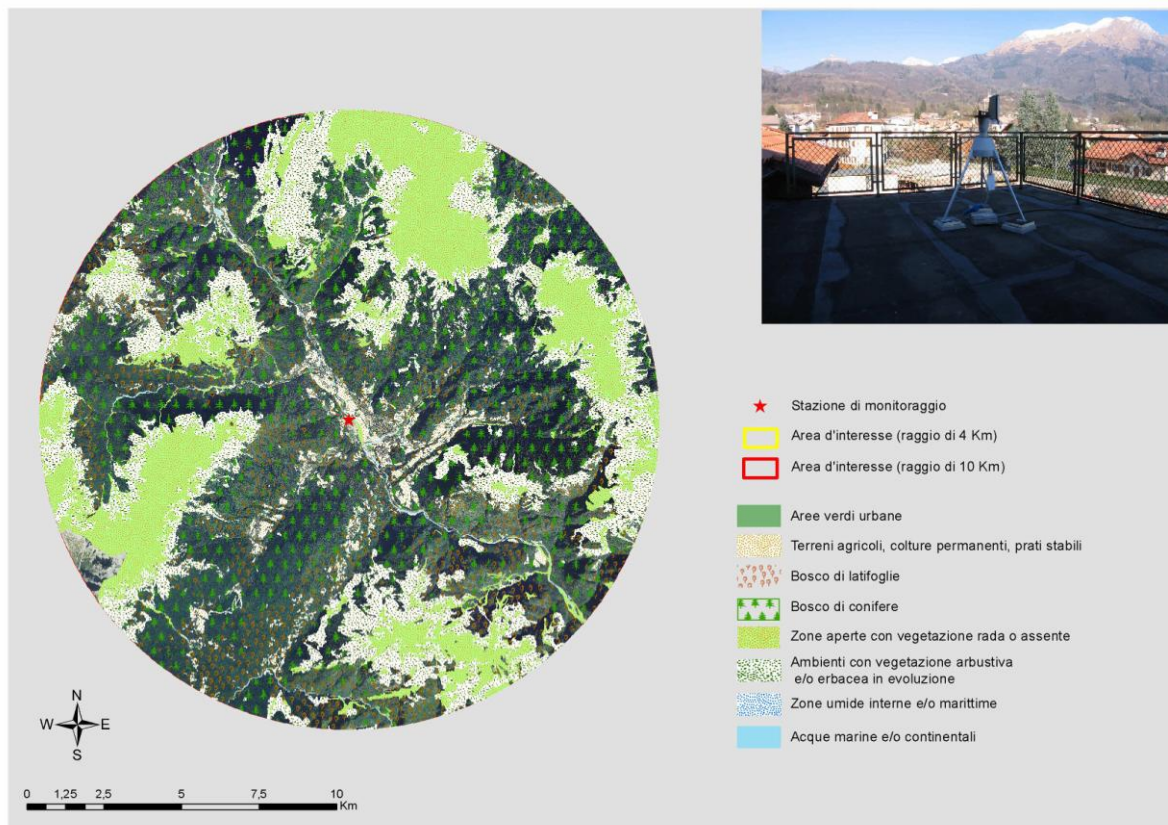 Stazione di monitoraggio
Area d'interesse (raggio di 4 Km)
Area d'interesse (raggio di 10 Km)
Aree verdi urbane
Terreni agricoli, colture permanenti, prati stabili
Bosco di latifoglie
Bosco di conifere
Zone aperte con vegetazione rada o assente
Ambienti con vegetazione arbustiva
e/o erbacea in evoluzione
Zone umide interne e/o marittime
Acque marine e/o continentali
N
W E
S
0 1,25 2,5 5 7,5 10
Km